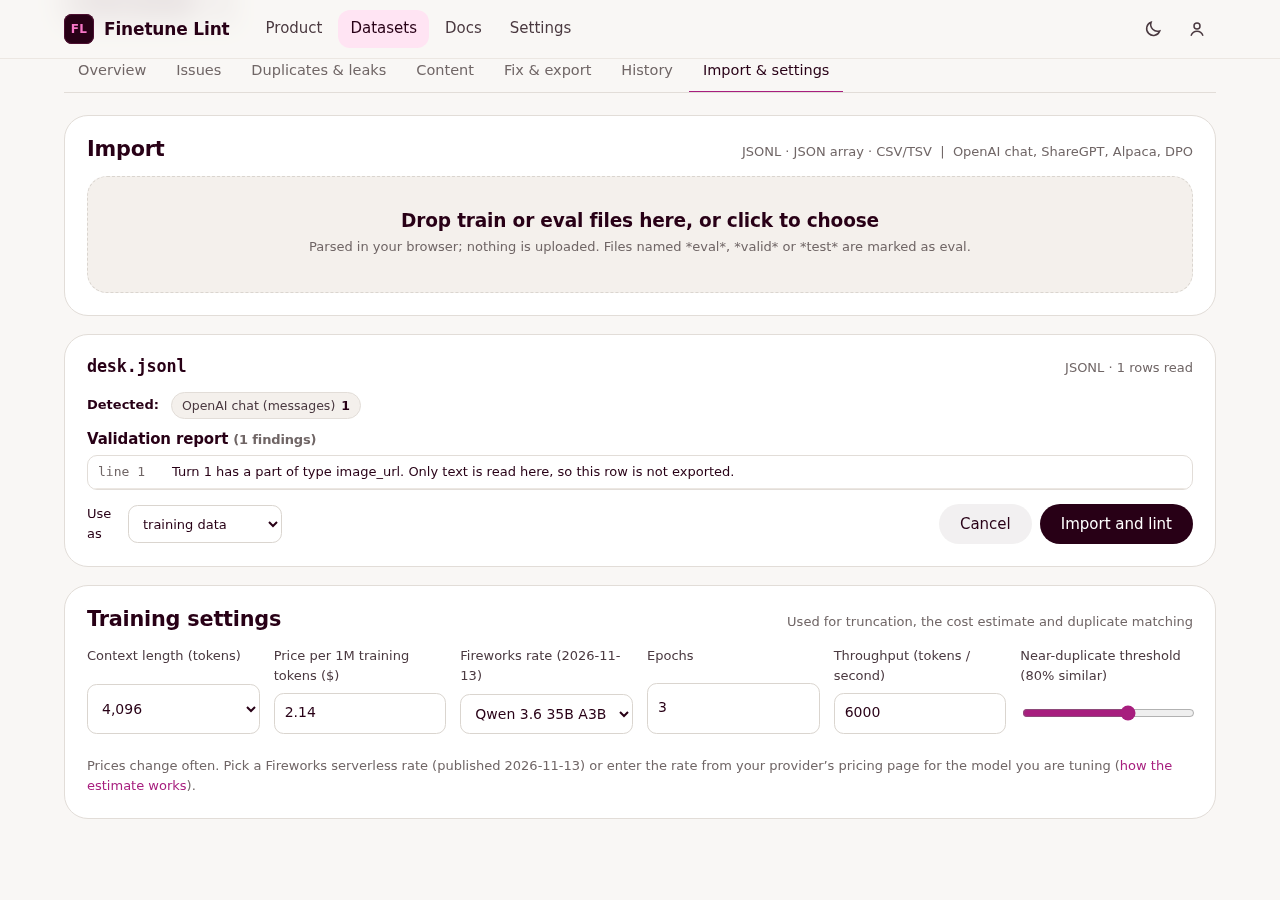 FL Finetune Lint Product Datasets Docs Settings
Overview Issues Duplicates & leaks Content Fix & export History Import & settings
Import JSONL · JSON array · CSV/TSV | OpenAI chat, ShareGPT, Alpaca, DPO
Drop train or eval files here, or click to choose
Parsed in your browser; nothing is uploaded. Files named *eval*, *valid* or *test* are marked as eval.
desk.jsonl JSONL · 1 rows read
Detected: OpenAI chat (messages) 1
Validation report (1 findings)
line 1 Turn 1 has a part of type image_url. Only text is read here, so this row is not exported.
Use as training data Cancel Import and lint
Training settings Used for truncation, the cost estimate and duplicate matching
Context length (tokens)
4,096
Price per 1M training tokens ($)
2.14
Fireworks rate (2026-11-13)
Qwen 3.6 35B A3B
Epochs
3
Throughput (tokens / second)
6000
Near-duplicate threshold (80% similar)
Prices change often. Pick a Fireworks serverless rate (published 2026-11-13) or enter the rate from your provider’s pricing page for the model you are tuning (how the
estimate works).